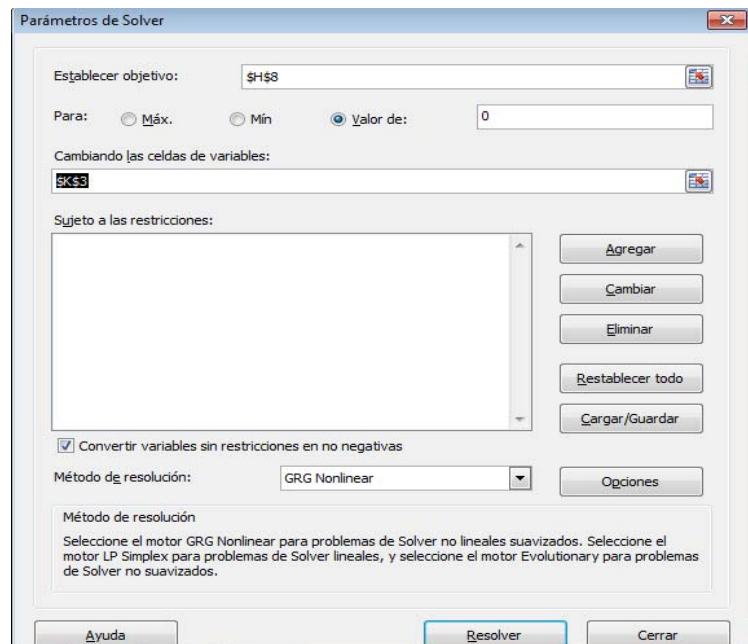 Parámetros de Solver
Establecer objetivo: $H$8
Para: Máx. Mín Valor de: 0
Cambiando las celdas de variables:
$K$3
Sujeto a las restricciones:
Agregar
Cambiar
Eliminar
Restablecer todo
Cargar/Guardar
Convertir variables sin restricciones en no negativas
Método de resolución: GRG Nonlinear Opciones
Método de resolución
Seleccione el motor GRG Nonlinear para problemas de Solver no lineales suavizados. Seleccione el
motor LP Simplex para problemas de Solver lineales, y seleccione el motor Evolutionary para problemas
de Solver no suavizados.
Ayuda Resolver Cerrar